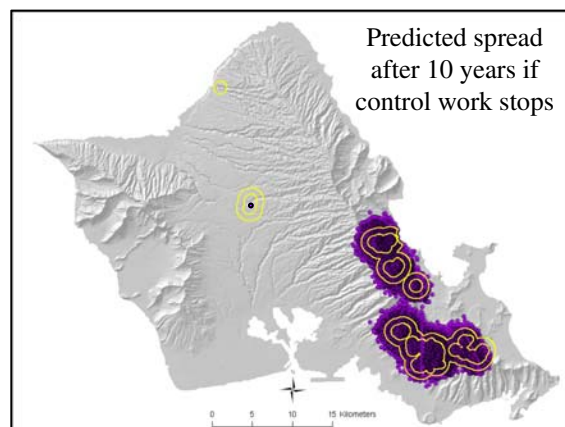 Predicted spread
after 10 years if
control work stops
0 5 10 15 Kilometers